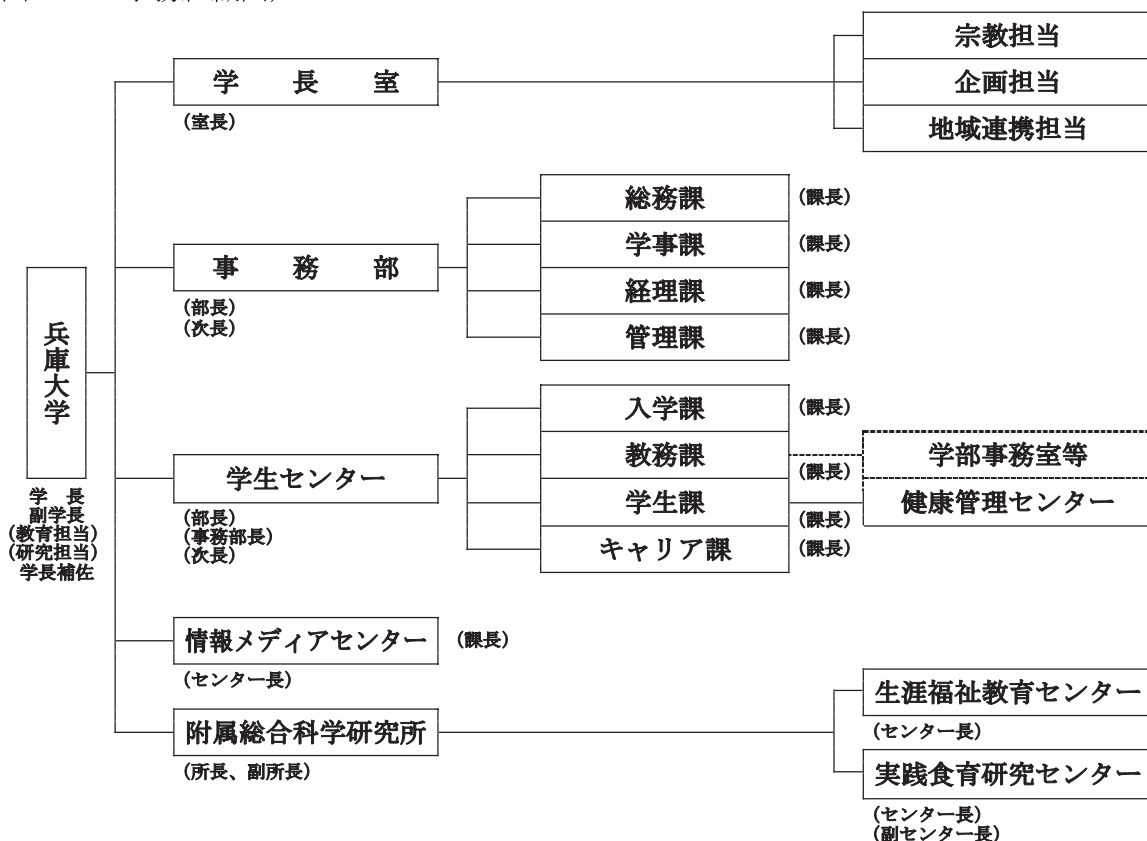 宗教担当
学長室
企画担当
(室長)
地域連携担当
総務課 (課長)
学事課 (課長)
事務部
(部長)
(次長)
経理課 (課長)
管理課 (課長)
兵庫大学
学長
副学長
(教育担当)
(研究担当)
学長補佐
入学課 (課長)
教務課 (課長)
学部事務室等
学生センター
(部長)
(事務部長)
(次長)
学生課 (課長)
健康管理センター
キャリア課 (課長)
情報メディアセンター (課長)
(センター長)
附属総合科学研究所
(所長、副所長)
生涯福祉教育センター
(センター長)
実践食育研究センター
(センター長)
(副センター長)